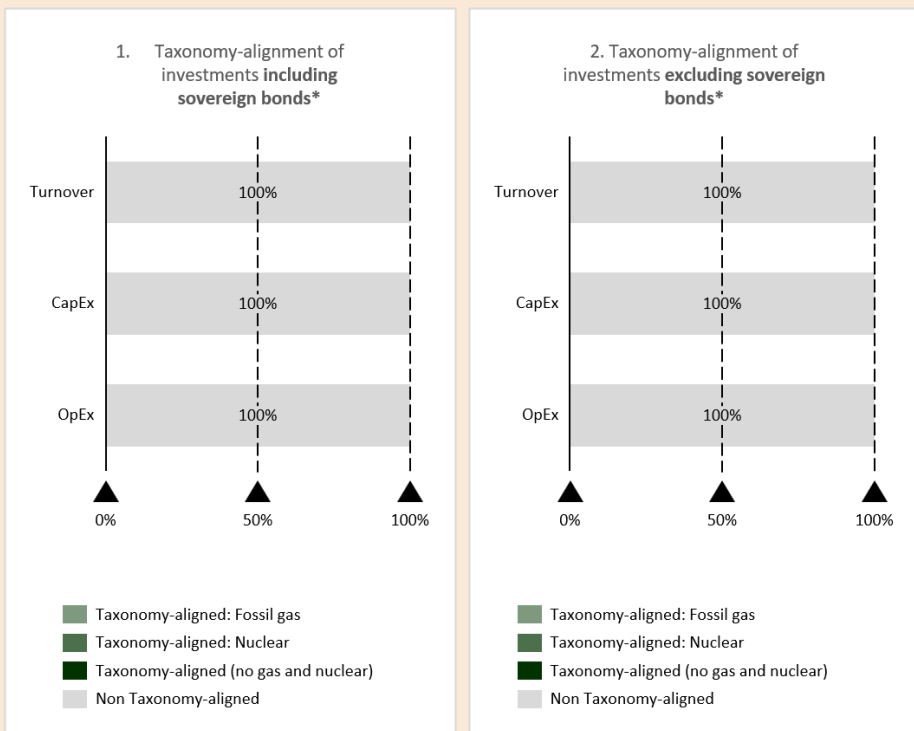 1. Taxonomy-alignment of
investments including
sovereign bonds*
Turnover
100%
CapEx
100%
OpEx
100%
0%
50%
100%
Taxonomy-aligned: Fossil gas
Taxonomy-aligned: Nuclear
Taxonomy-aligned (no gas and nuclear)
Non Taxonomy-aligned
2. Taxonomy-alignment of
investments excluding sovereign
bonds*
Turnover
100%
CapEx
100%
OpEx
100%
0%
50%
100%
Taxonomy-aligned: Fossil gas
Taxonomy-aligned: Nuclear
Taxonomy-aligned (no gas and nuclear)
Non Taxonomy-aligned